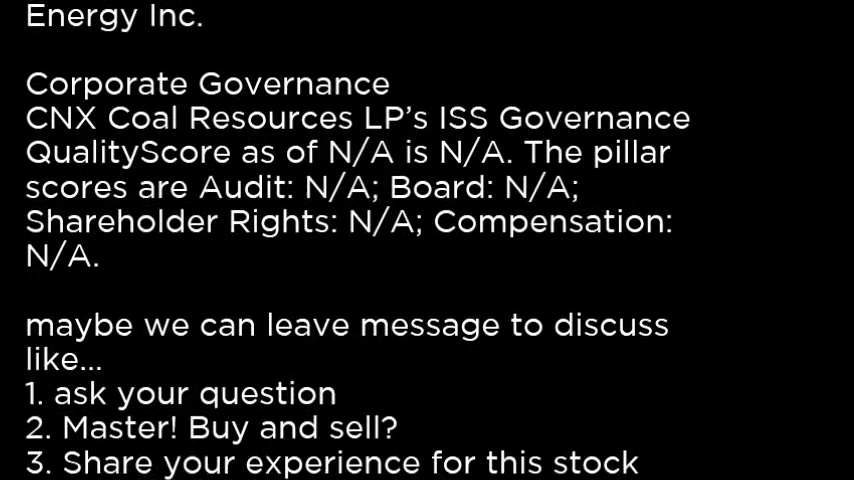 Energy Inc.
Corporate Governance
CNX Coal Resources LP’s ISS Governance
QualityScore as of N/A is N/A. The pillar
scores are Audit: N/A; Board: N/A;
Shareholder Rights: N/A; Compensation:
N/A.
maybe we can leave message to discuss
like...
1. ask your question
2. Master! Buy and sell?
3. Share your experience for this stock